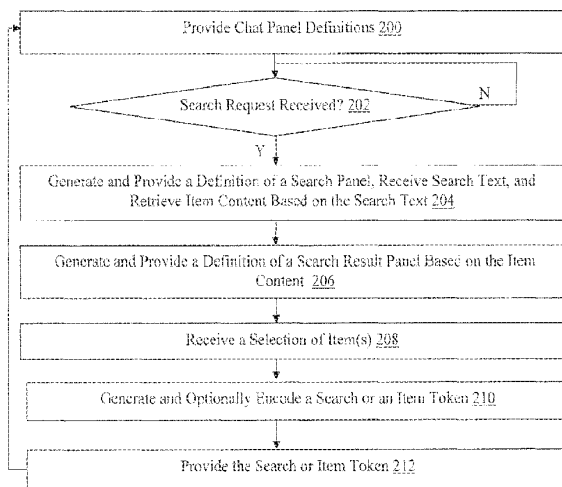 Provide Chat Panel Definitions 200
Search Request Received? 202
N
Y
Generate and Provide a Definition of a Search Panel, Receive Search Text, and
Retrieve Item Content Based on the Search Text 204
Generate and Provide a Definition of a Search Result Panel Based on the Item
Content 206
Receive a Selection of Item(s) 208
Generate and Optionally Encode a Search or an Item Token 210
Provide the Search or Item Token 212